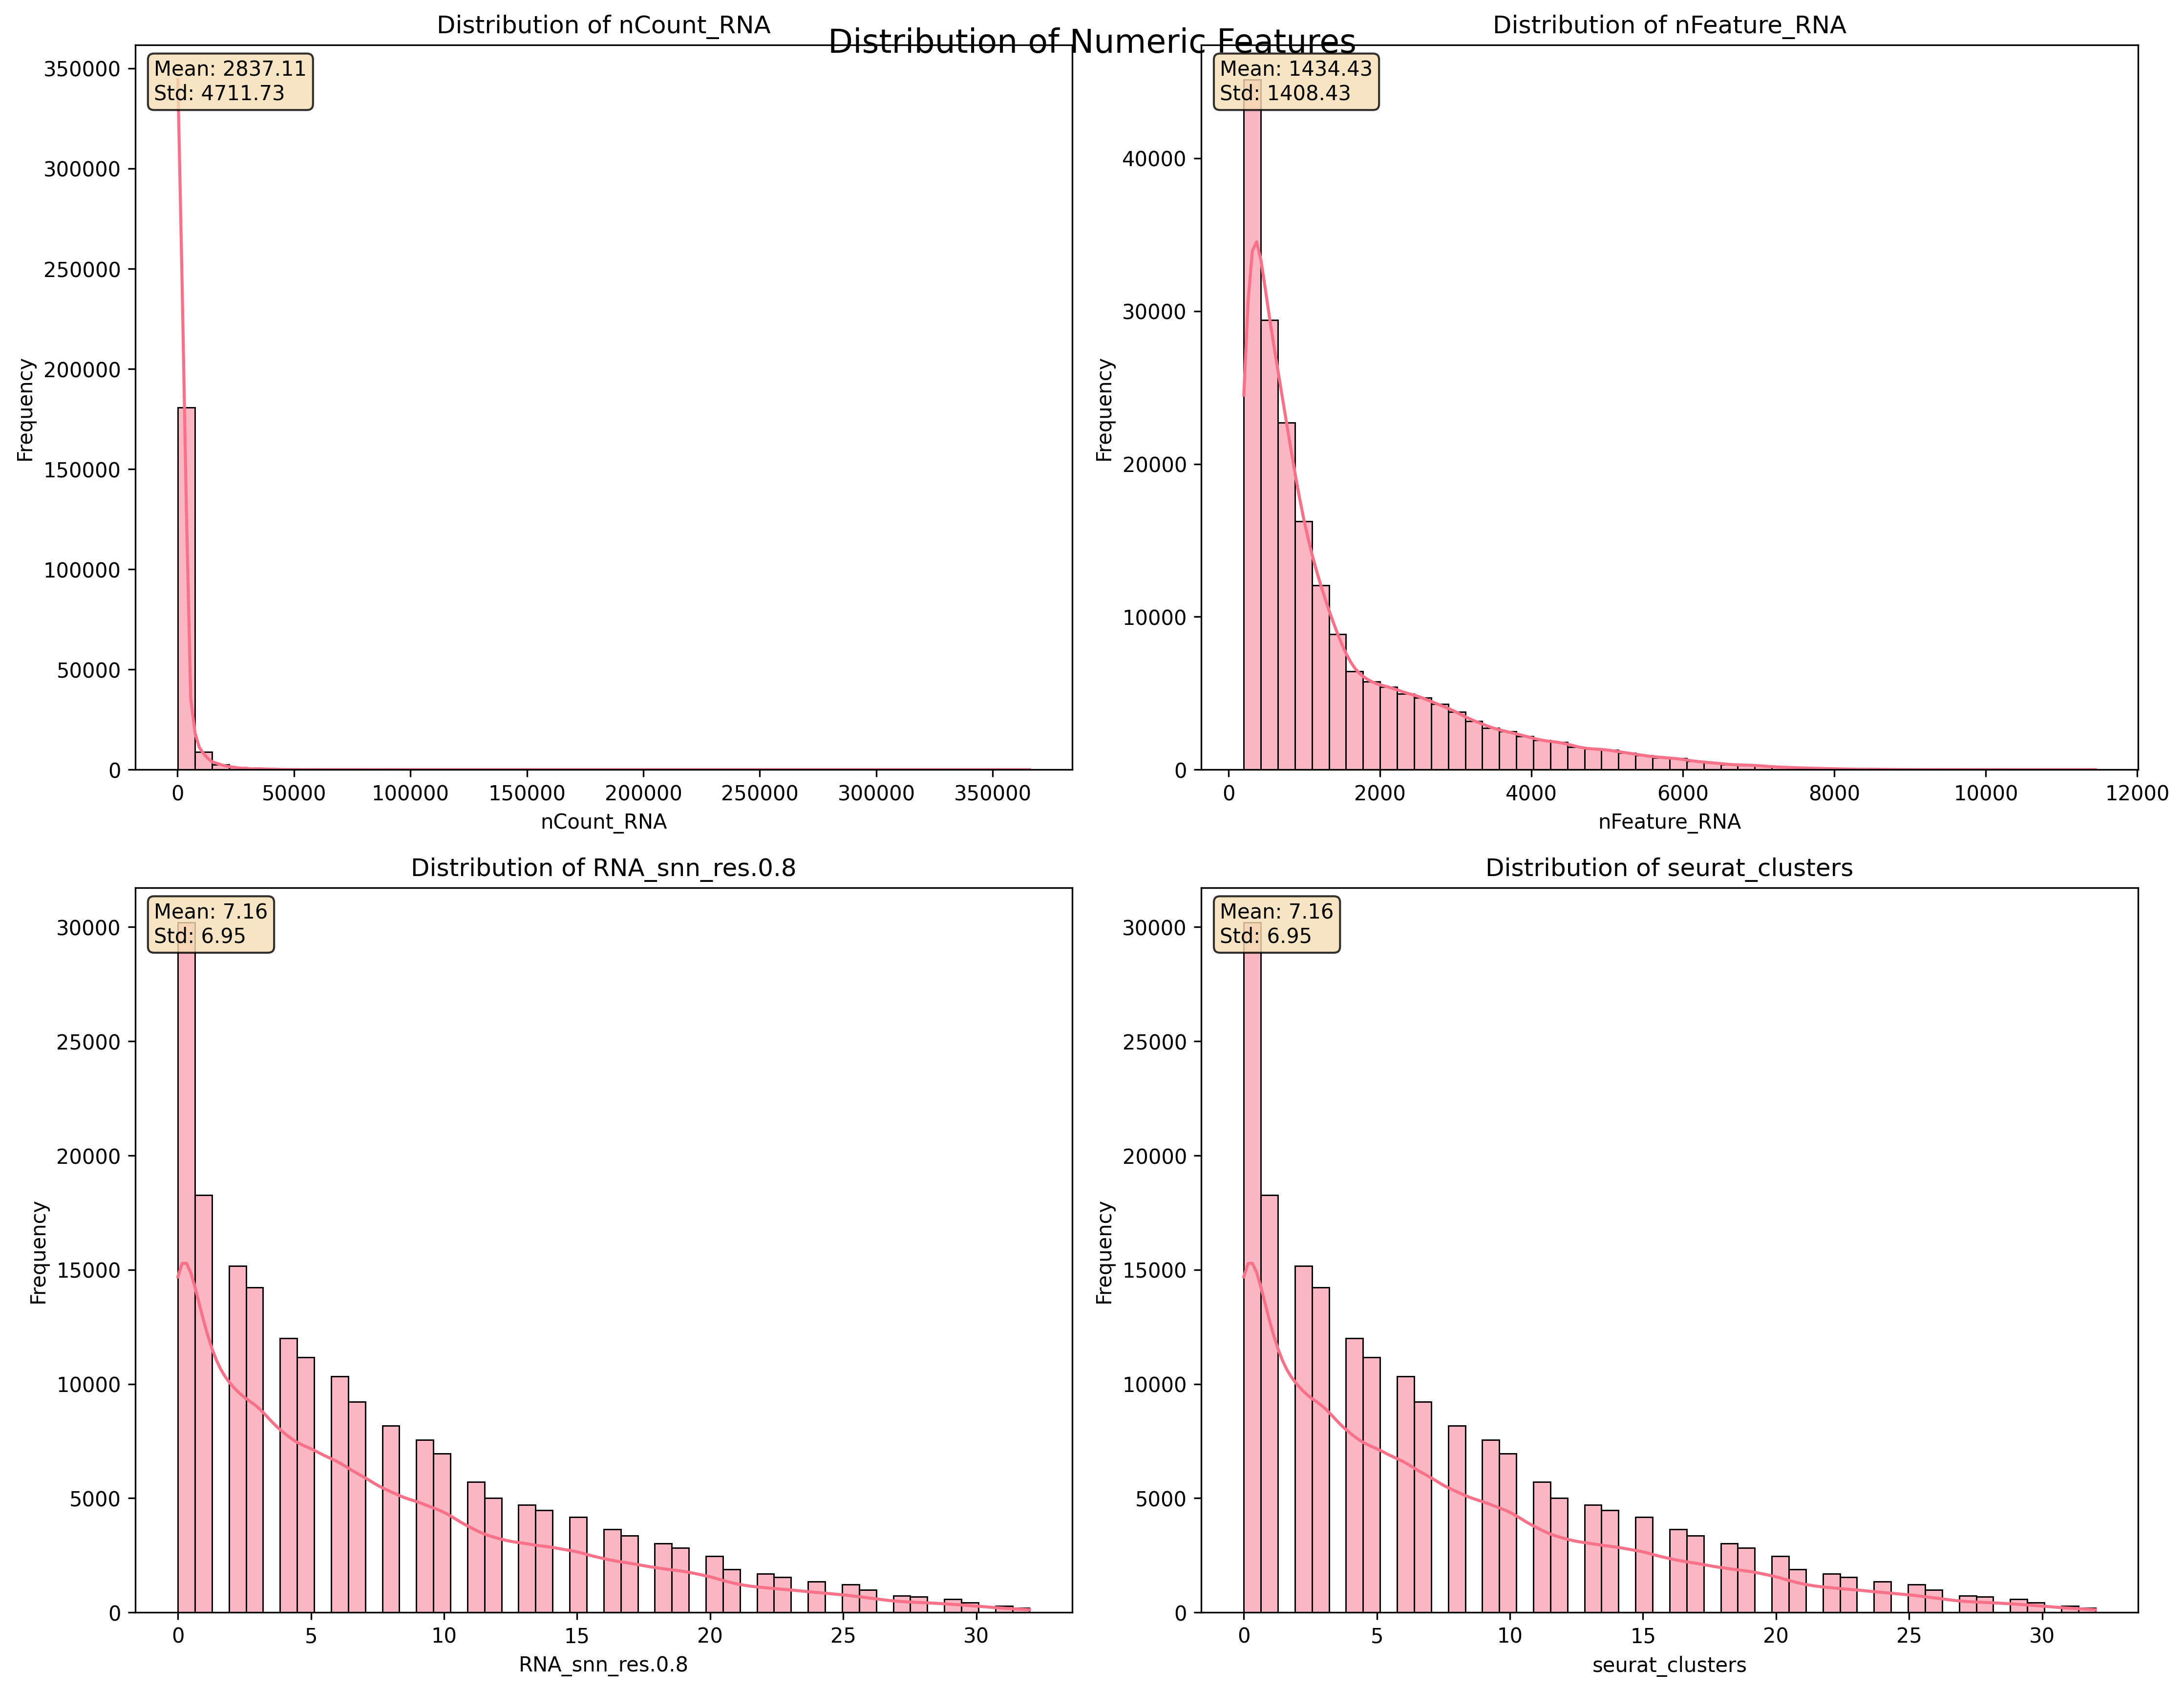 Distribution of Numeric Features
Distribution of nCount_RNA
Mean: 2837.11
Std: 4711.73
Frequency
350000
300000
250000
200000
150000
100000
50000
0
0 50000 100000 150000 200000 250000 300000 350000
nCount_RNA
Distribution of nFeature_RNA
Mean: 1434.43
Std: 1408.43
Frequency
40000
30000
20000
10000
0
0 2000 4000 6000 8000 10000 12000
nFeature_RNA
Distribution of RNA_snn_res.0.8
Mean: 7.16
Std: 6.95
Frequency
30000
25000
20000
15000
10000
5000
0
0 5 10 15 20 25 30
RNA_snn_res.0.8
Distribution of seurat_clusters
Mean: 7.16
Std: 6.95
Frequency
30000
25000
20000
15000
10000
5000
0
0 5 10 15 20 25 30
seurat_clusters